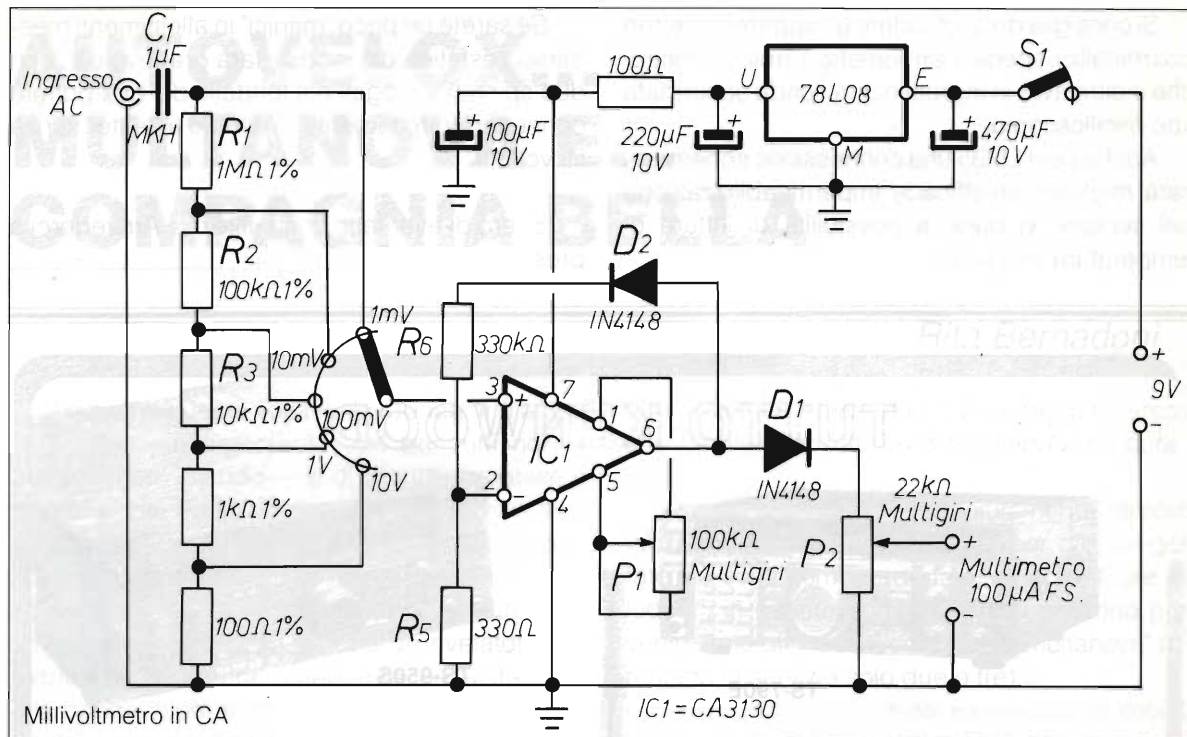 C1
1µF
Ingresso
AC
MKH
R1
1MΩ 1%
R2
100kΩ 1%
R3
10kΩ 1%
1kΩ 1%
100Ω 1%
1mV
10mV
100mV
1V
10V
100Ω
100µF
10V
220µF
10V
U
78L08
E
M
470µF
10V
S1
+
9V
-
COMPAGNIA BELLA
D2
1N4148
R6
330kΩ
3
+
7
1
IC1
6
2
-
4
5
R5
330Ω
100kΩ
P1
Multigiri
D1
1N4148
22kΩ
Multigiri
P2
+
Multimetro
100µA FS.
-
IC1 = CA3130
Millivoltmetro in CA